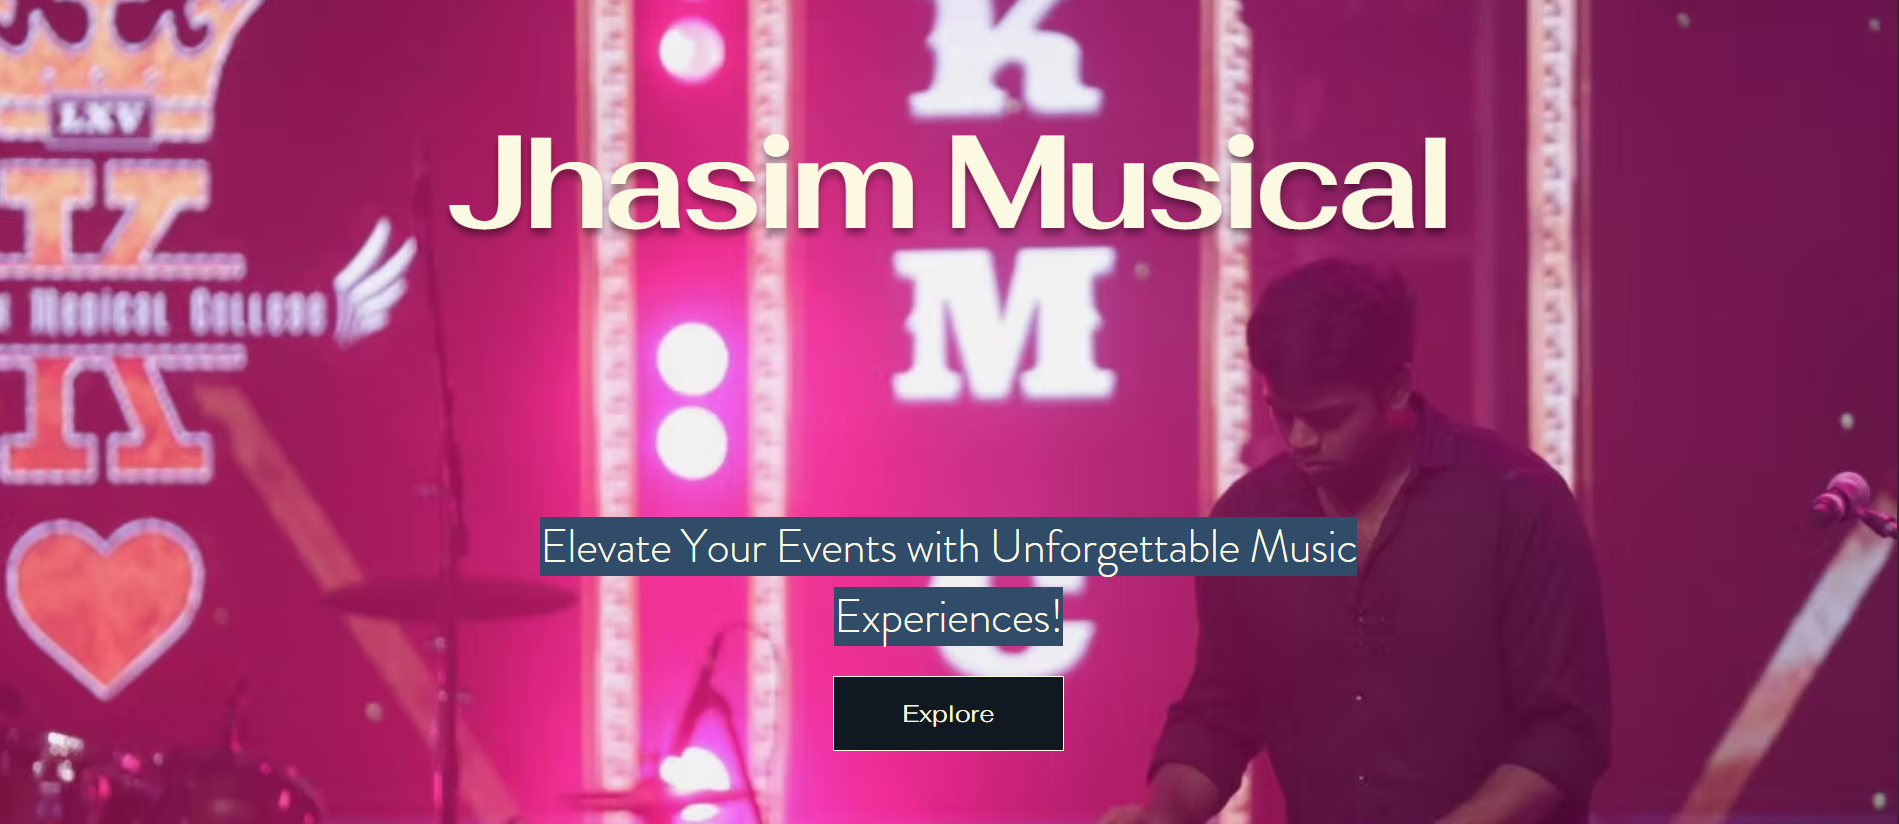 K
LXV
Jhasim Musical
M
Medical College
Elevate Your Events with Unforgettable Music
Experiences!
C
Explore